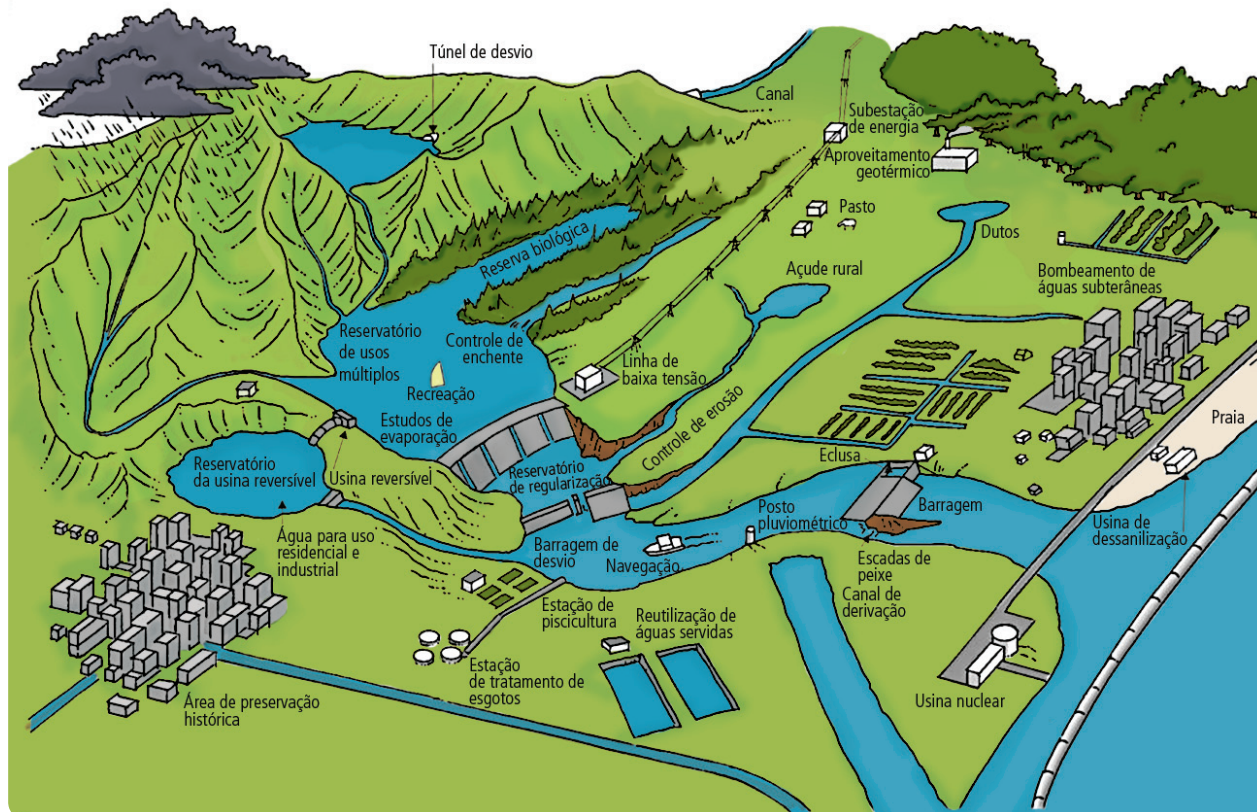 Túnel de desvio
Canal
Subestação
de energia
Aproveitamento
geotérmico
Pasto
Dutos
Reserva biológica
Açude rural
Bombeamento de
águas subterâneas
Reservatório
de usos
múltiplos
Controle de
enchente
Linha de
baixa tensão
Recreação
Estudos de
evaporação
Controle de erosão
Praia
Eclusa
Reservatório
da usina reversível
Usina reversível
Reservatório
de regularização
Posto
pluviométrico
Barragem
Usina de
dessanilização
Água para uso
residencial e
industrial
Barragem de
desvio
Navegação
Escadas de
peixe
Canal de
derivação
Estação de
piscicultura
Reutilização de
águas servidas
Estação
de tratamento de
esgotos
Área de preservação
histórica
Usina nuclear